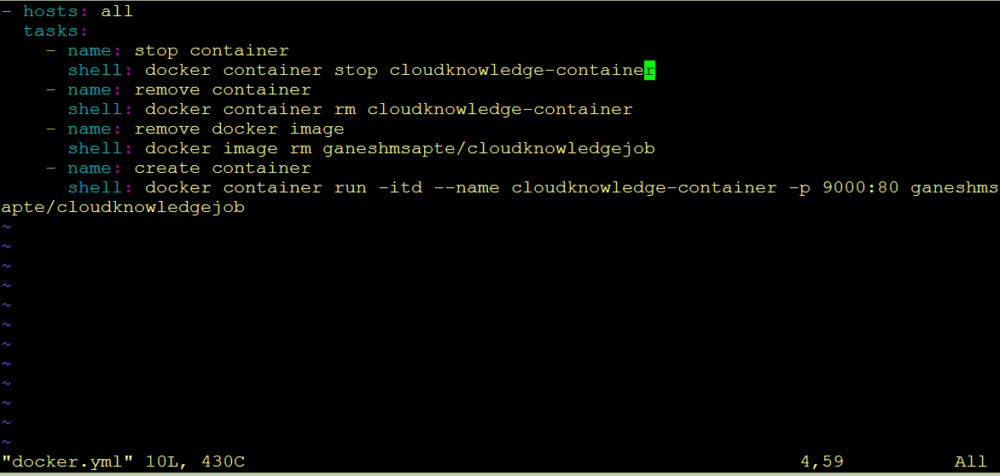 - hosts: all
  tasks:
    - name: stop container
      shell: docker container stop cloudknowledge-container
    - name: remove container
      shell: docker container rm cloudknowledge-container
    - name: remove docker image
      shell: docker image rm ganeshmsapte/cloudknowledgejob
    - name: create container
      shell: docker container run -itd --name cloudknowledge-container -p 9000:80 ganeshms
apte/cloudknowledgejob
~
~
~
~
~
~
~
~
~
~
~
~
"docker.yml" 10L, 430C 4,59 All